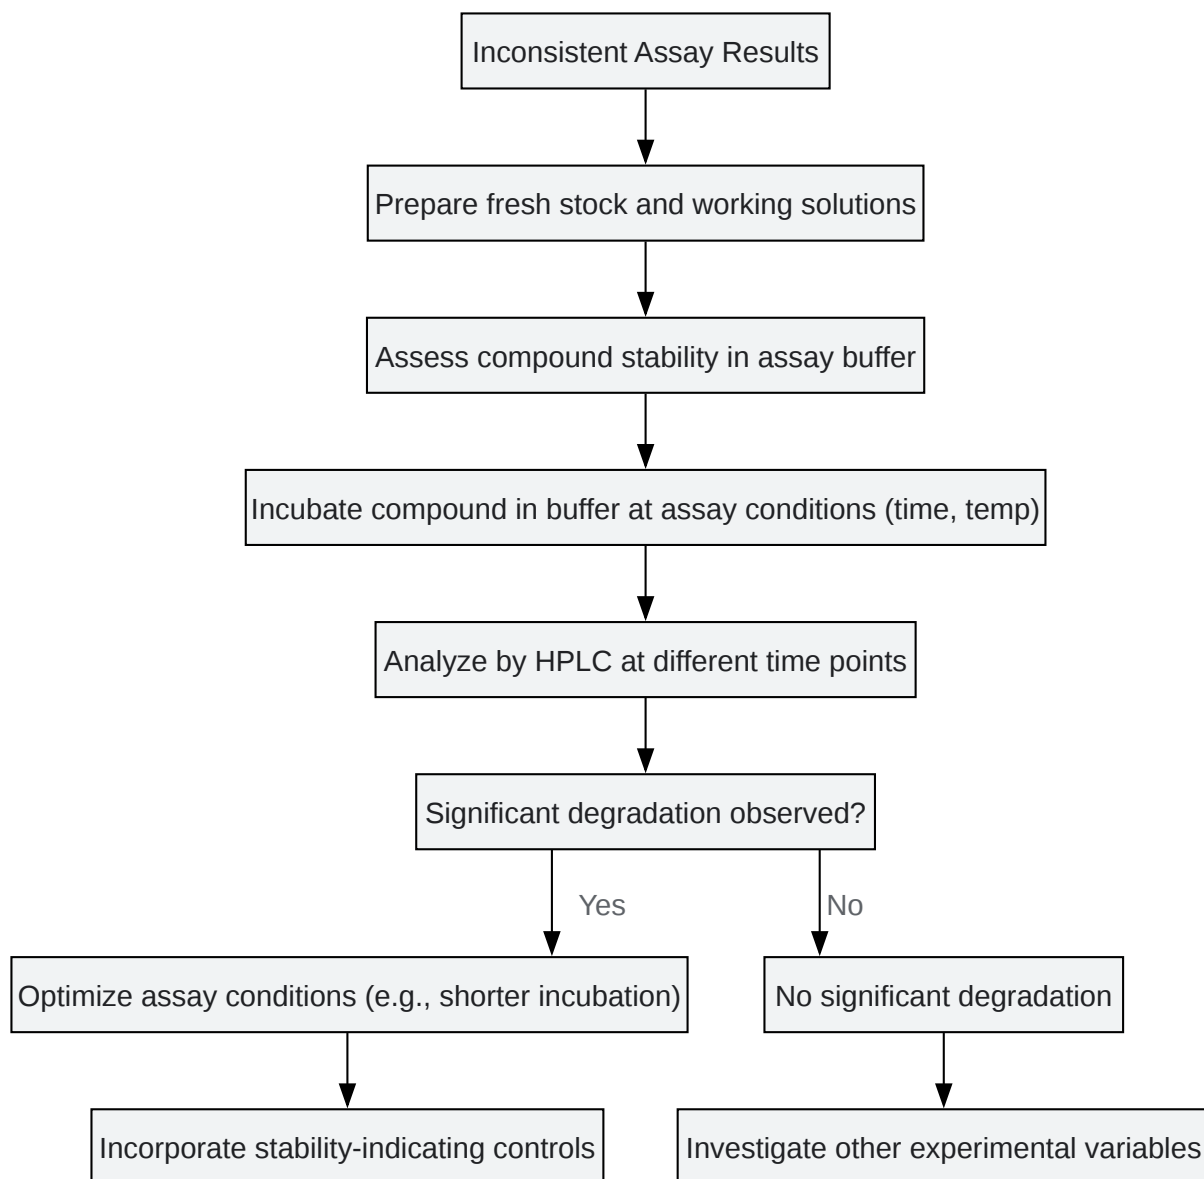 Inconsistent Assay Results
Prepare fresh stock and working solutions
Assess compound stability in assay buffer
Incubate compound in buffer at assay conditions (time, temp)
Analyze by HPLC at different time points
Significant degradation observed?
Yes
No
Optimize assay conditions (e.g., shorter incubation)
No significant degradation
Incorporate stability-indicating controls
Investigate other experimental variables